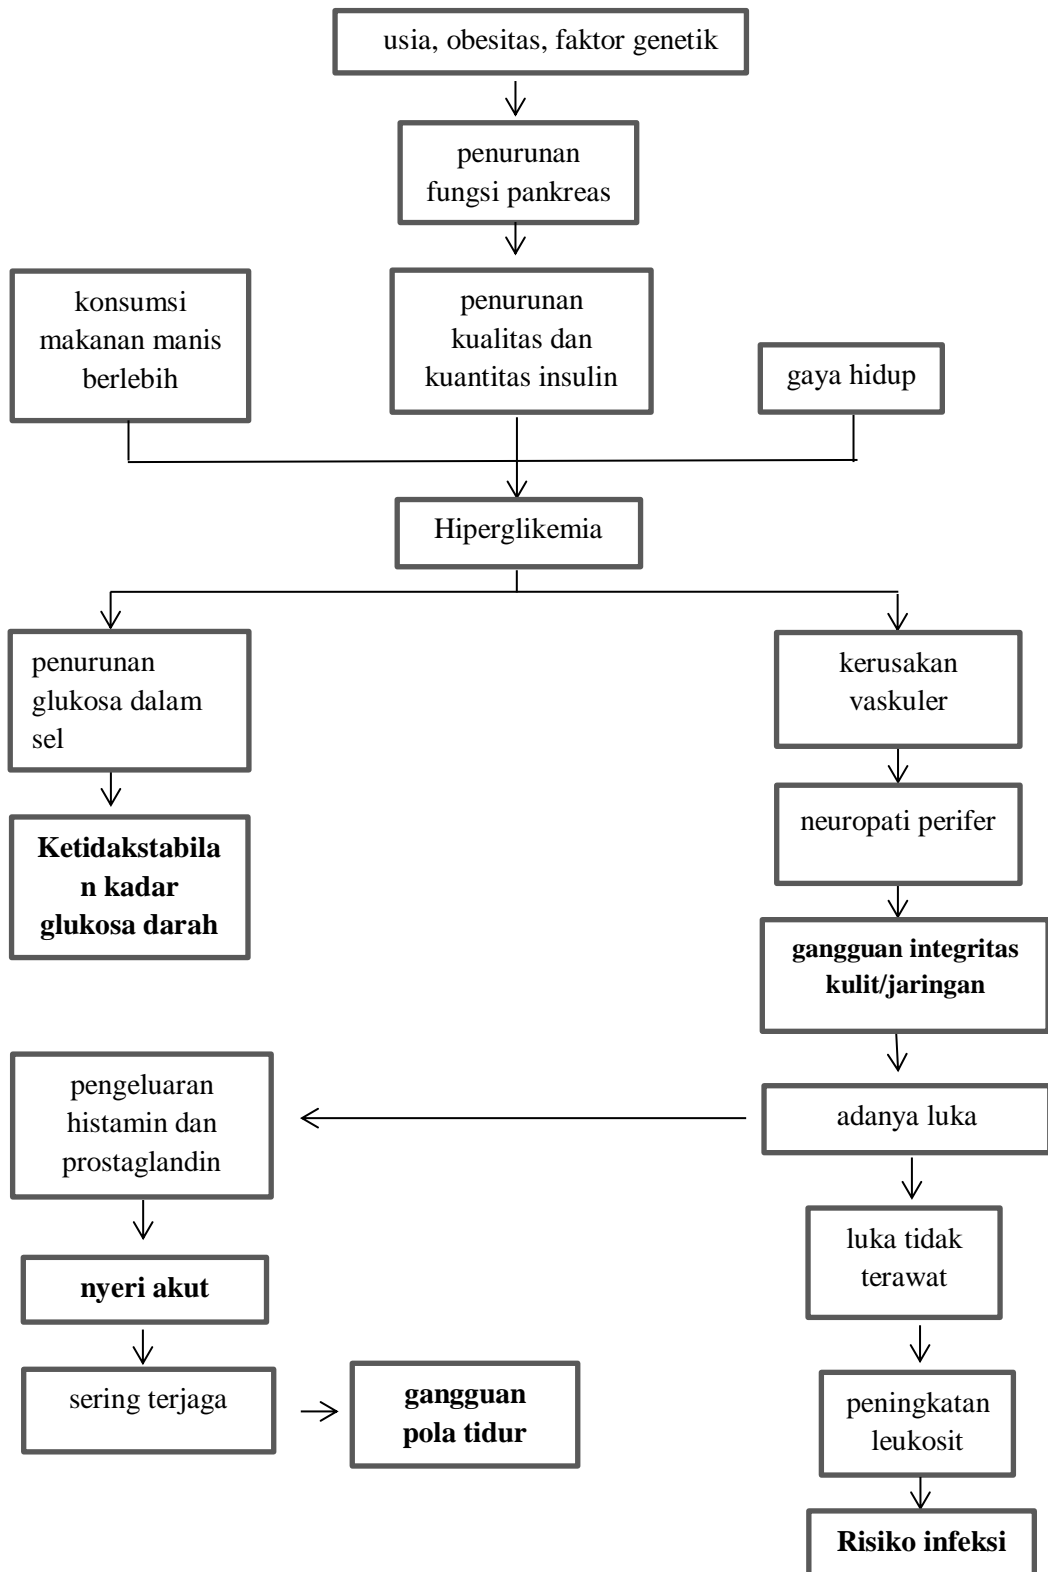 usia, obesitas, faktor genetik
penurunan
fungsi pankreas
konsumsi
makanan manis
berlebih
penurunan
kualitas dan
kuantitas insulin
gaya hidup
Hiperglikemia
penurunan
glukosa dalam
sel
kerusakan
vaskuler
Ketidakstabila
n kadar
glukosa darah
neuropati perifer
gangguan integritas
kulit/jaringan
pengeluaran
histamin dan
prostaglandin
adanya luka
nyeri akut
luka tidak
terawat
sering terjaga
gangguan
pola tidur
peningkatan
leukosit
Risiko infeksi